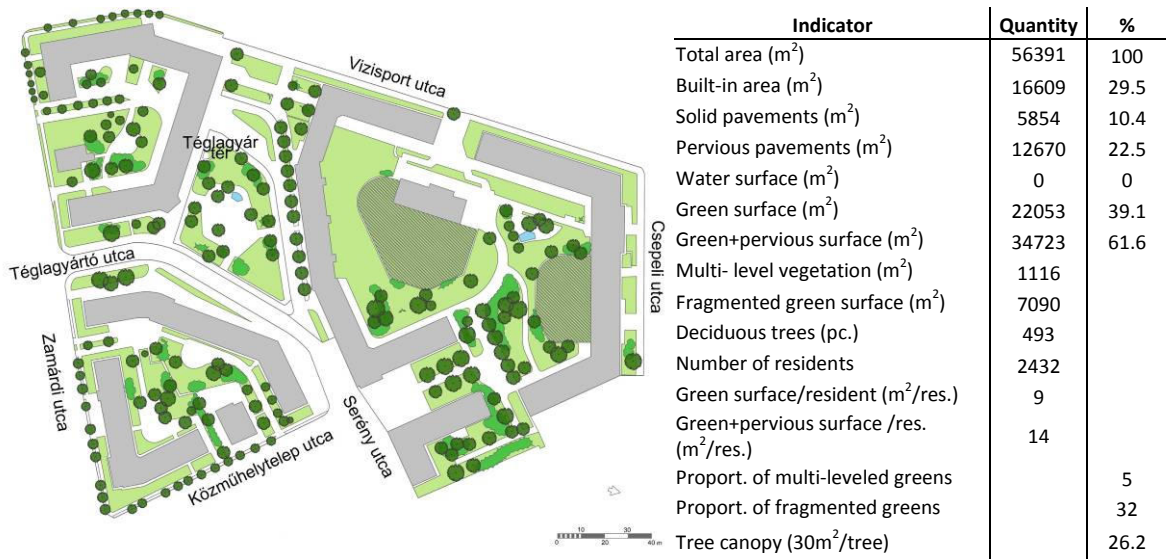 Vizisport utca
Téglagyár
tér
Téglagyártó utca
Csepeli utca
Zamárdi utca
Serény utca
Közműhelytelep utca
10 30
0 20 40 m
Indicator Quantity %
Total area (m²) 56391 100
Built-in area (m²) 16609 29.5
Solid pavements (m²) 5854 10.4
Pervious pavements (m²) 12670 22.5
Water surface (m²) 0 0
Green surface (m²) 22053 39.1
Green+pervious surface (m²) 34723 61.6
Multi- level vegetation (m²) 1116
Fragmented green surface (m²) 7090
Deciduous trees (pc.) 493
Number of residents 2432
Green surface/resident (m²/res.) 9
Green+pervious surface /res.
(m²/res.) 14
Proport. of multi-leveled greens 5
Proport. of fragmented greens 32
Tree canopy (30m²/tree) 26.2